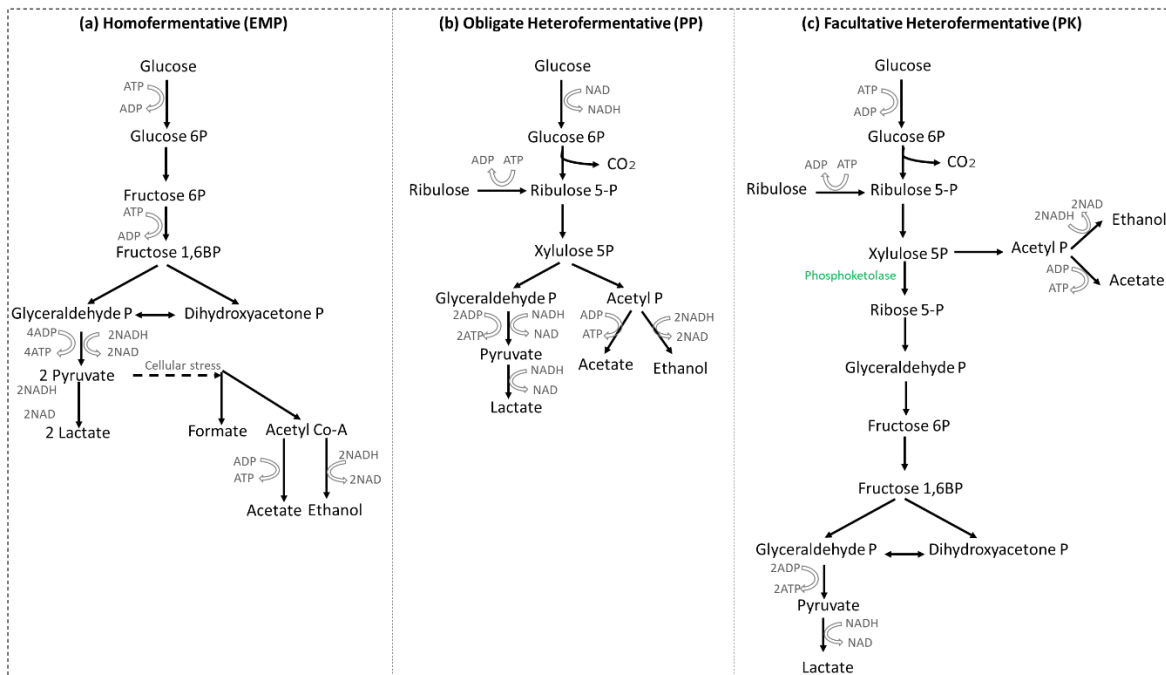 (a) Homofermentative (EMP)
Glucose
ATP
ADP
Glucose 6P
Fructose 6P
ATP
ADP
Fructose 1,6BP
Glyceraldehyde P
Dihydroxyacetone P
4ADP
4ATP
2NADH
2NAD
2 Pyruvate
Cellular stress
2NADH
2NAD
2 Lactate
Formate
Acetyl Co-A
ADP
ATP
2NADH
2NAD
Acetate
Ethanol
(b) Obligate Heterofermentative (PP)
Glucose
NAD
NADH
Glucose 6P
CO2
ADP
ATP
Ribulose
Ribulose 5-P
Xylulose 5P
Glyceraldehyde P
Acetyl P
2ADP
2ATP
NADH
NAD
ADP
ATP
2NADH
2NAD
Pyruvate
Acetate
Ethanol
NADH
NAD
Lactate
(c) Facultative Heterofermentative (PK)
Glucose
ATP
ADP
Glucose 6P
CO2
ADP
ATP
Ribulose
Ribulose 5-P
2NAD
2NADH
Ethanol
Xylulose 5P
Acetyl P
Phosphoketolase
ADP
ATP
Acetate
Ribose 5-P
Glyceraldehyde P
Fructose 6P
Fructose 1,6BP
Glyceraldehyde P
Dihydroxyacetone P
2ADP
2ATP
Pyruvate
NADH
NAD
Lactate